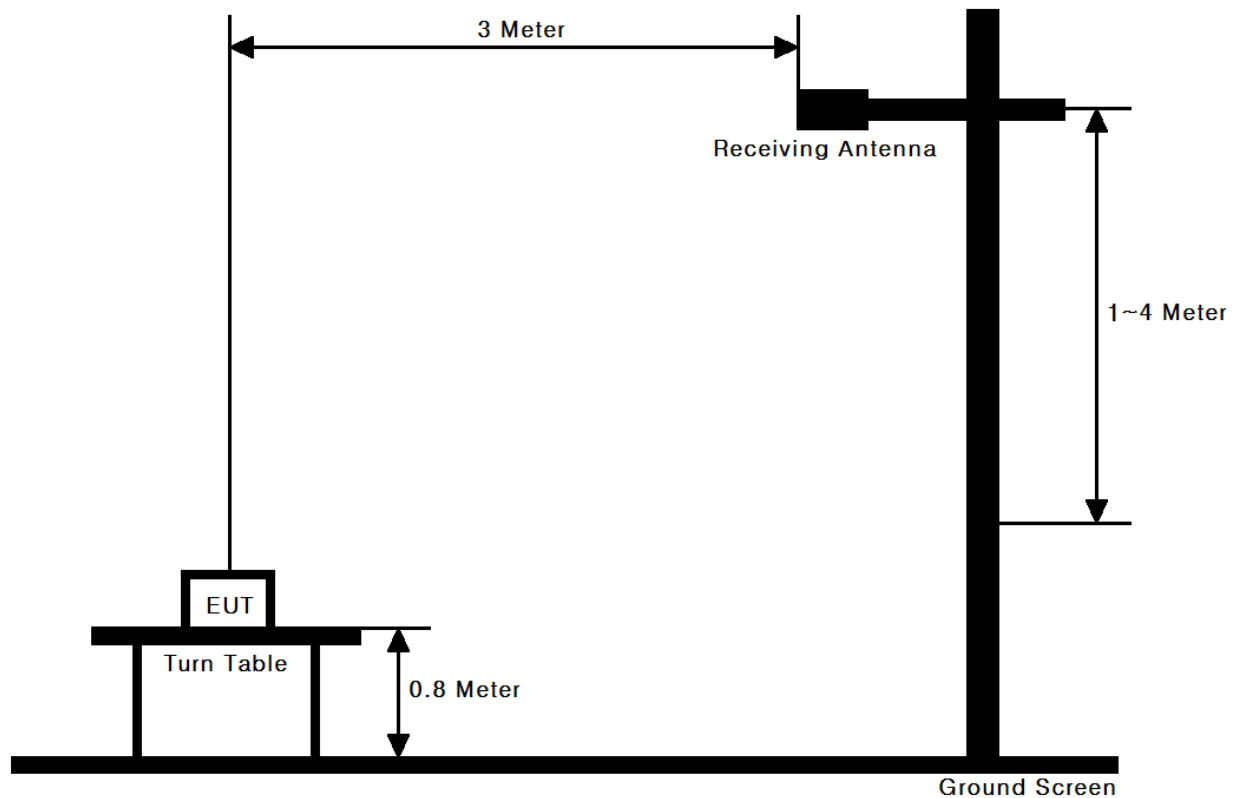 3 Meter
Receiving Antenna
1~4 Meter
EUT
Turn Table
0.8 Meter
Ground Screen